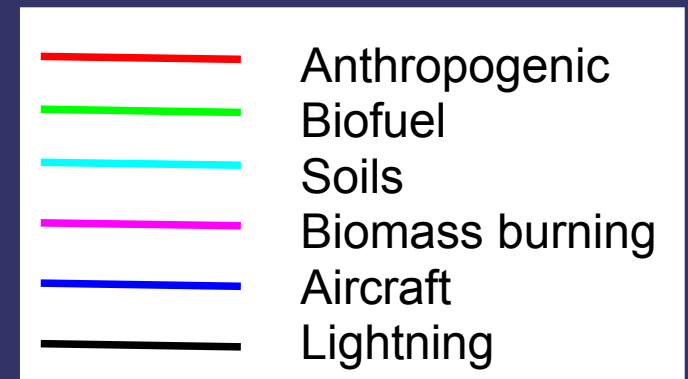 Anthropogenic
Biofuel
Soils
Biomass burning
Aircraft
Lightning